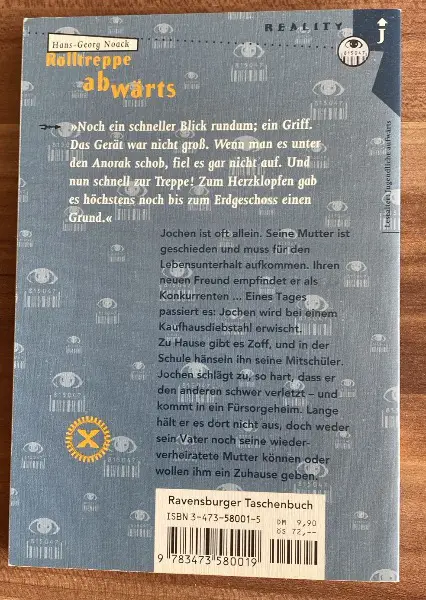 REALITY
J
Hans-Georg Noack
Rolltreppe
abwärts
»Noch ein schneller Blick rundum; ein Griff.
Das Gerät war nicht groß. Wenn man es unter
den Anorak schob, fiel es gar nicht auf. Und
nun schnell zur Treppe! Zum Herzklopfen gab
es höchstens noch bis zum Erdgeschoss einen
Grund.«
Jochen ist oft allein. Seine Mutter ist
geschieden und muss für den
Lebensunterhalt aufkommen. Ihren
neuen Freund empfindet er als
Konkurrenten ... Eines Tages
passiert es: Jochen wird bei einem
Kaufhausdiebstahl erwischt.
Zu Hause gibt es Zoff, und in der
Schule hänseln ihn seine Mitschüler.
Jochen schlägt zu, so hart, dass er
den anderen schwer verletzt – und
kommt in ein Fürsorgeheim. Lange
hält er es dort nicht aus, doch weder
sein Vater noch seine wieder-
verheiratete Mutter können oder
wollen ihm ein Zuhause geben.
Lesealter: Jugendliche aufwärts
815047
X
Ravensburger Taschenbuch
ISBN 3-473-58001-5
DM 9,90
ÖS 72,–
9 783473 580019